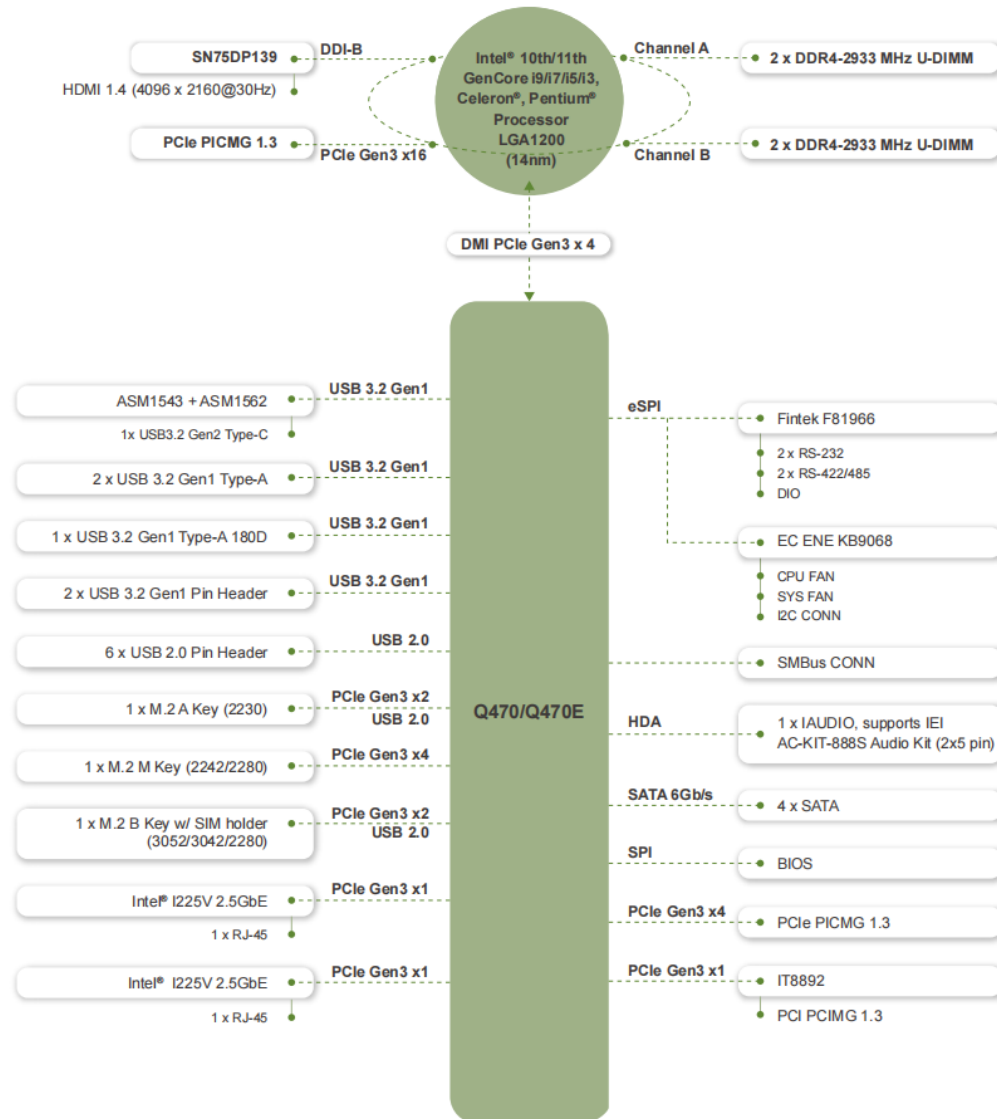 SN75DP139
DDI-B
HDMI 1.4 (4096 x 2160@30Hz)
PCIe PICMG 1.3
PCIe Gen3 x16
Intel® 10th/11th
GenCore i9/i7/i5/i3,
Celeron®, Pentium®
Processor
LGA1200
(14nm)
Channel A
2 x DDR4-2933 MHz U-DIMM
Channel B
2 x DDR4-2933 MHz U-DIMM
DMI PCIe Gen3 x 4
ASM1543 + ASM1562
USB 3.2 Gen1
1x USB3.2 Gen2 Type-C
2 x USB 3.2 Gen1 Type-A
USB 3.2 Gen1
1 x USB 3.2 Gen1 Type-A 180D
USB 3.2 Gen1
2 x USB 3.2 Gen1 Pin Header
USB 3.2 Gen1
6 x USB 2.0 Pin Header
USB 2.0
1 x M.2 A Key (2230)
PCIe Gen3 x2
USB 2.0
1 x M.2 M Key (2242/2280)
PCIe Gen3 x4
1 x M.2 B Key w/ SIM holder
(3052/3042/2280)
PCIe Gen3 x2
USB 2.0
Intel® I225V 2.5GbE
PCIe Gen3 x1
1 x RJ-45
Intel® I225V 2.5GbE
PCIe Gen3 x1
1 x RJ-45
Q470/Q470E
eSPI
Fintek F81966
2 x RS-232
2 x RS-422/485
DIO
EC ENE KB9068
CPU FAN
SYS FAN
I2C CONN
SMBus CONN
HDA
1 x IAUDIO, supports IEI
AC-KIT-888S Audio Kit (2x5 pin)
SATA 6Gb/s
4 x SATA
SPI
BIOS
PCIe Gen3 x4
PCIe PICMG 1.3
PCIe Gen3 x1
IT8892
PCI PCIMG 1.3